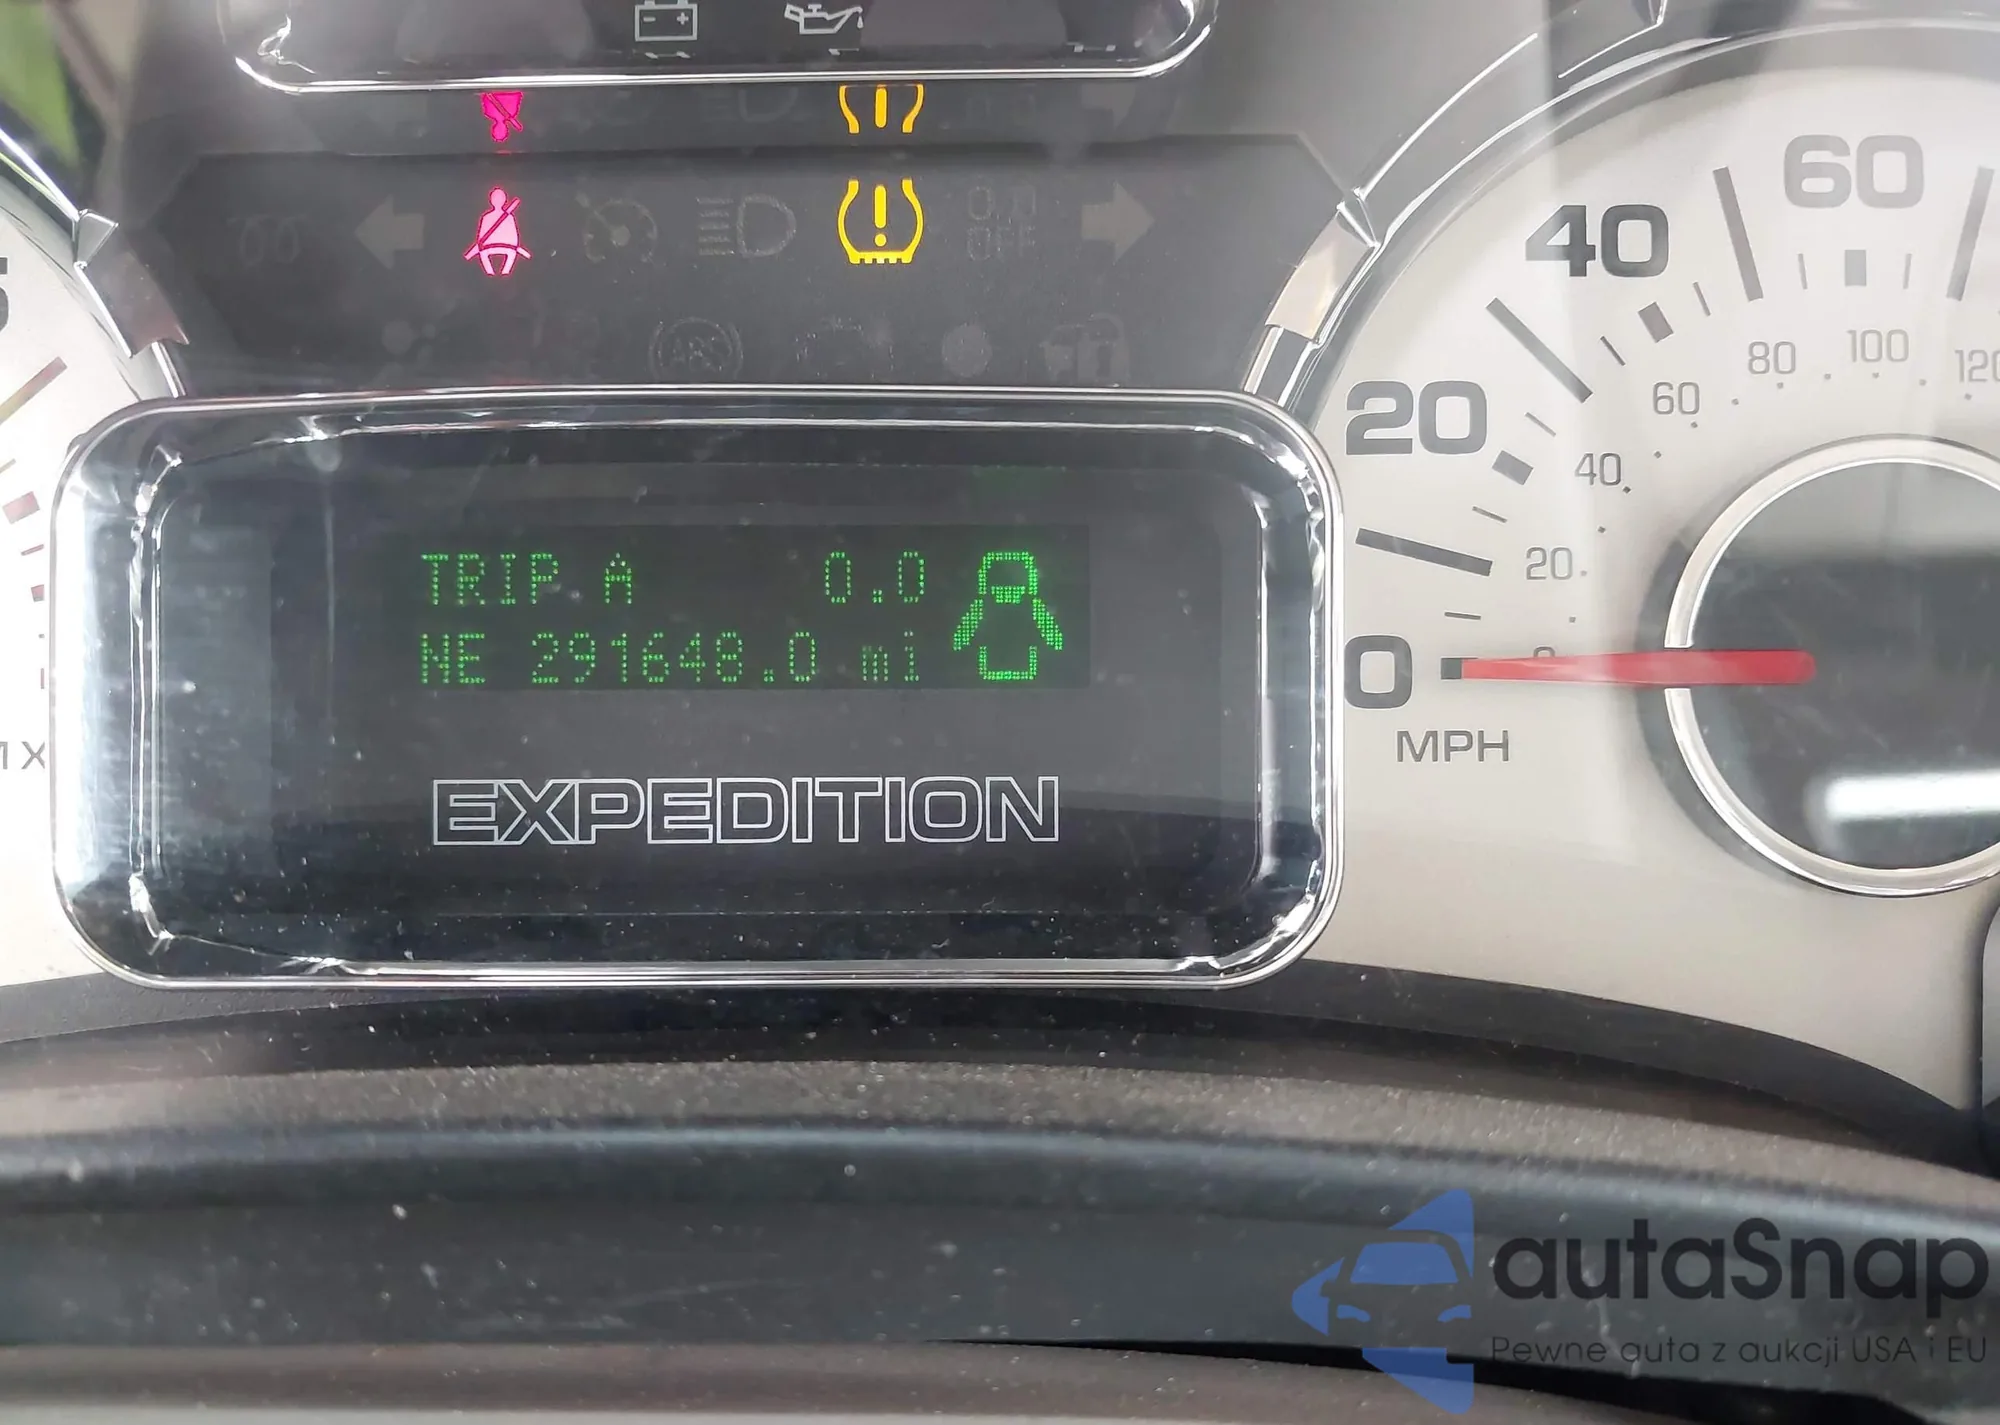 60
40
80
100
120
60
ABS
20
40
TRIP A 0.0
20
NE 291648.0 mi
0
MPH
EXPEDITION
autaSnap
Pewne auta z aukcji USA i EU